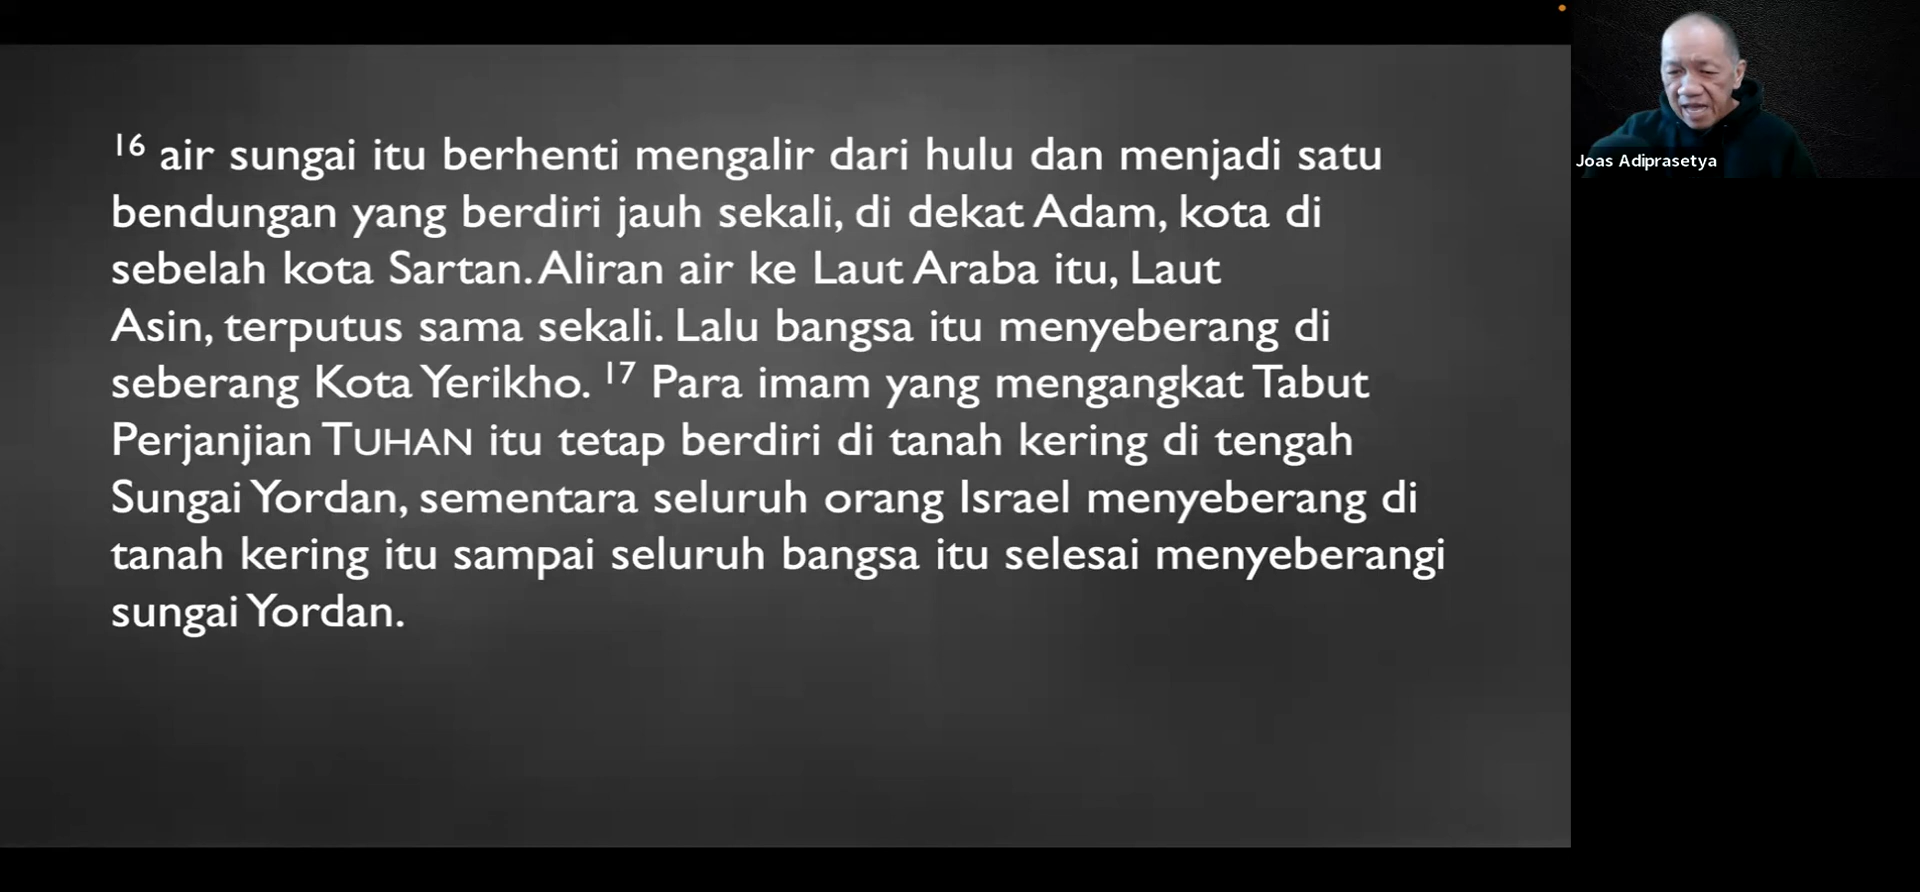 16 air sungai itu berhenti mengalir dari hulu dan menjadi satu
bendungan yang berdiri jauh sekali, di dekat Adam, kota di
sebelah kota Sartan. Aliran air ke Laut Araba itu, Laut
Asin, terputus sama sekali. Lalu bangsa itu menyeberang di
seberang Kota Yerikho. 17 Para imam yang mengangkat Tabut
Perjanjian TUHAN itu tetap berdiri di tanah kering di tengah
Sungai Yordan, sementara seluruh orang Israel menyeberang di
tanah kering itu sampai seluruh bangsa itu selesai menyeberangi
sungai Yordan.
Joas Adiprasetya